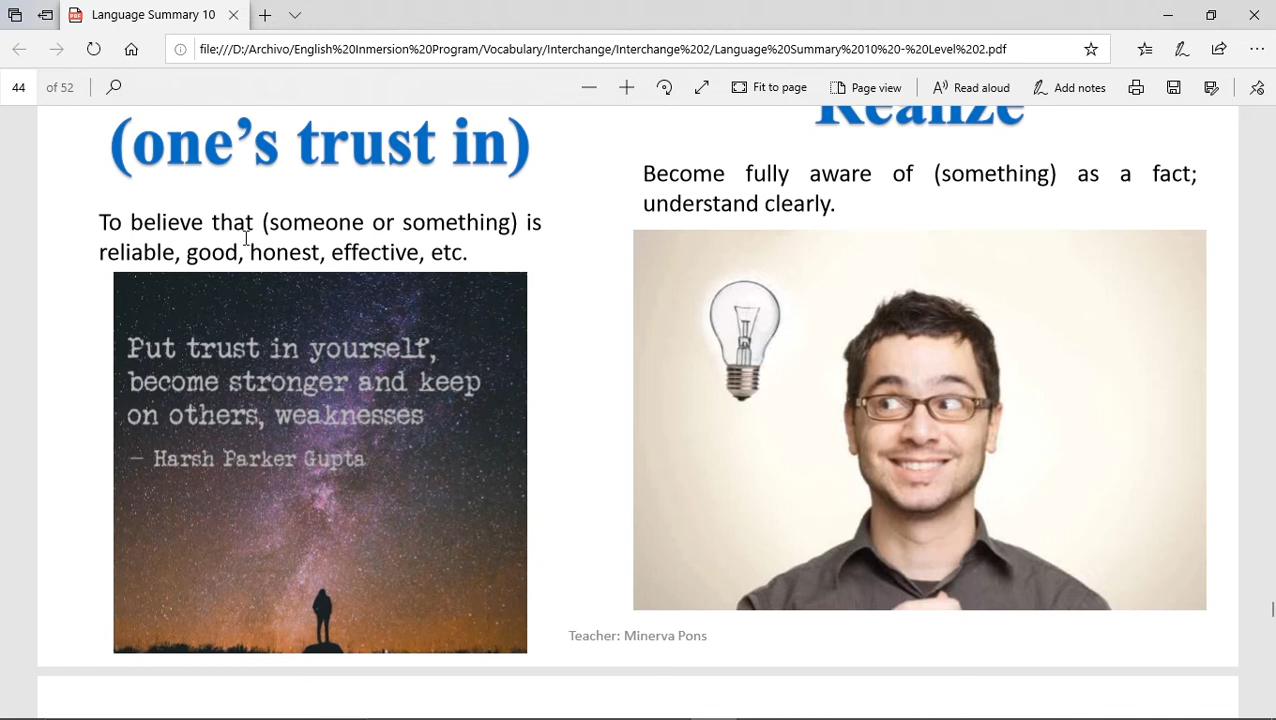 Language Summary 10
file:///D:/Archivo/English%20Inmersion%20Program/Vocabulary/Interchange/Interchange%202/Language%20Summary%2010%20-%20Level%202.pdf
44 of 52
Fit to page
Page view
Read aloud
Add notes
(one's trust in)
To believe that (someone or something) is
reliable, good, honest, effective, etc.
Put trust in yourself,
become stronger and keep
on others, weaknesses
— Harsh Parker Gupta
Realize
Become fully aware of (something) as a fact;
understand clearly.
Teacher: Minerva Pons